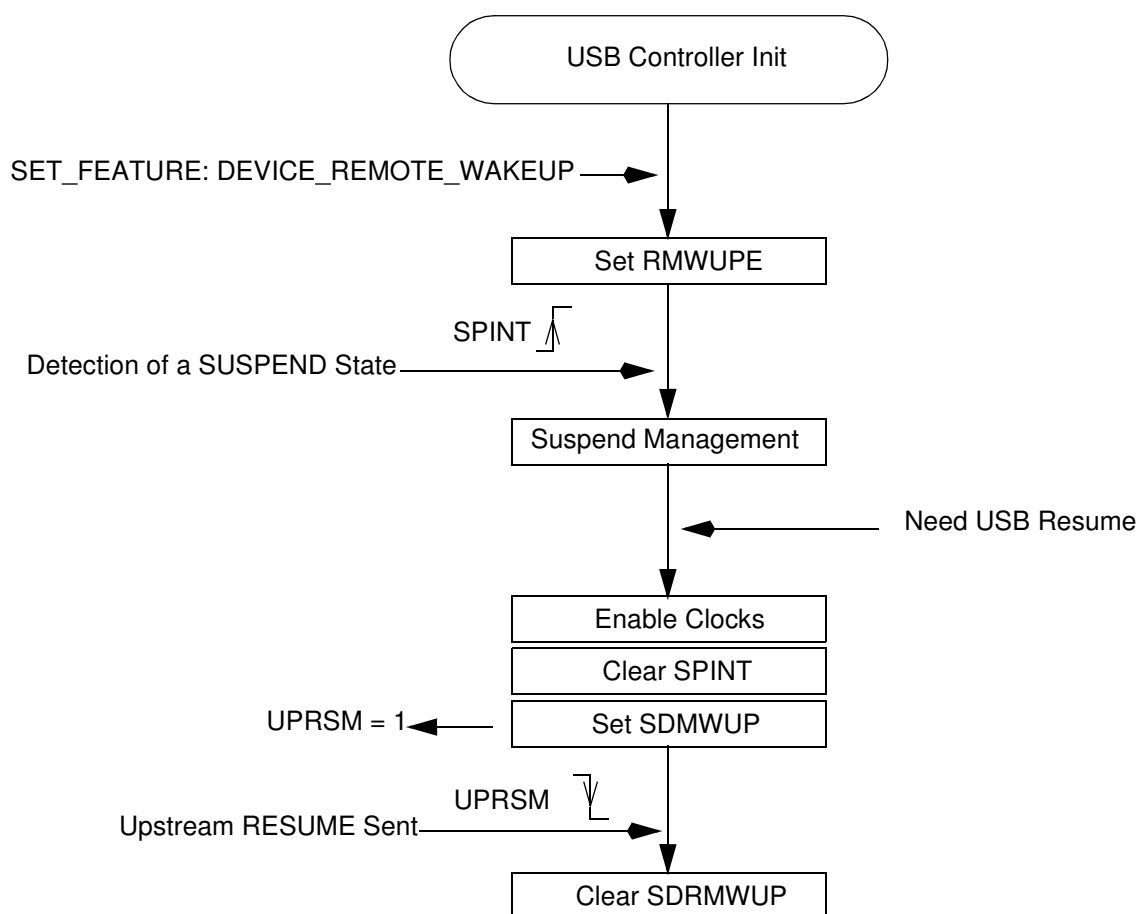 USB Controller Init
SET_FEATURE: DEVICE_REMOTE_WAKEUP
Set RMWUPE
SPINT
Detection of a SUSPEND State
Suspend Management
Need USB Resume
Enable Clocks
Clear SPINT
UPRSM = 1
Set SDMWUP
UPRSM
Upstream RESUME Sent
Clear SDRMWUP